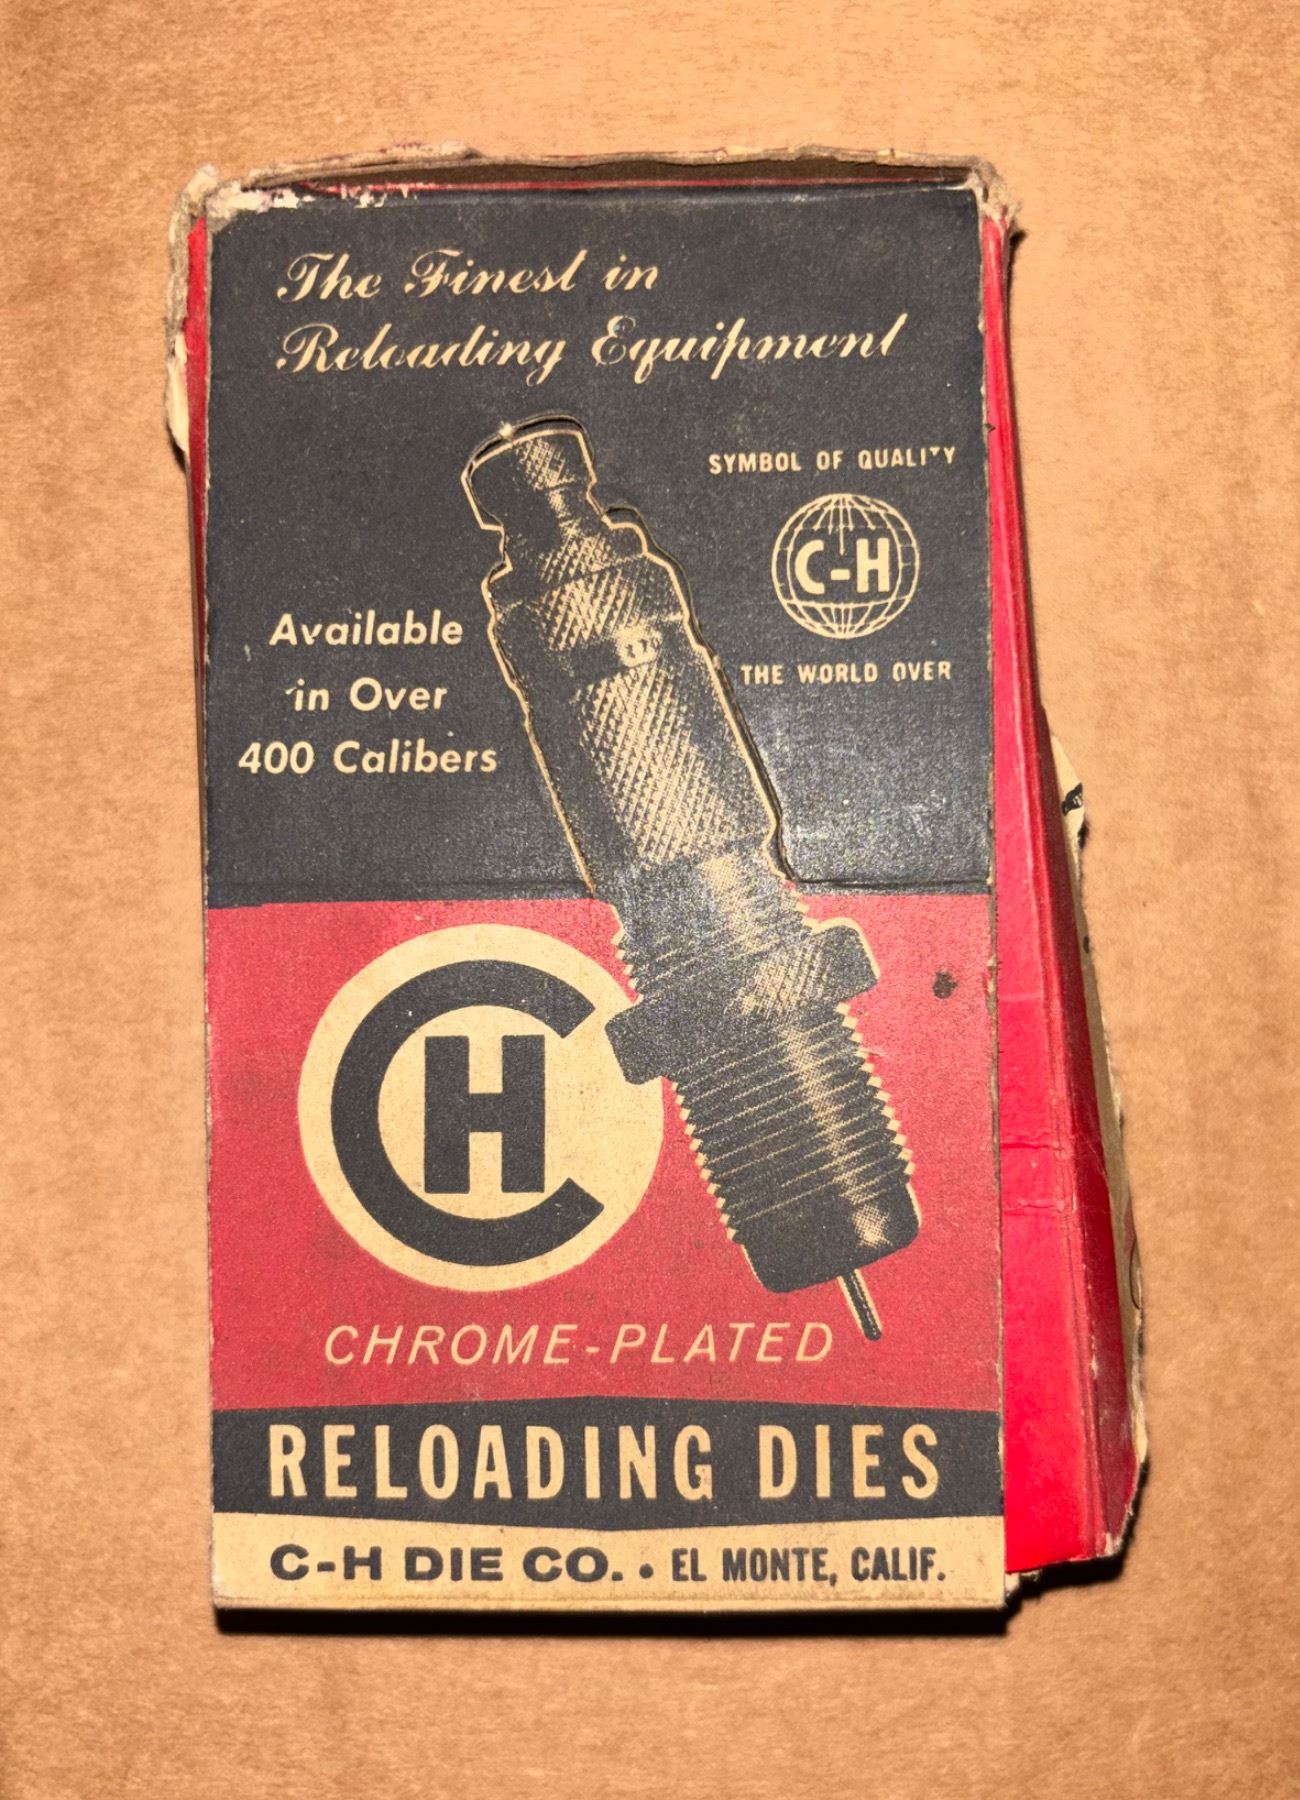 The Finest in
Reloading Equipment
SYMBOL OF QUALITY
C-H
THE WORLD OVER
Available
in Over
400 Calibers
CH
CHROME-PLATED
RELOADING DIES
C-H DIE CO. • EL MONTE, CALIF.